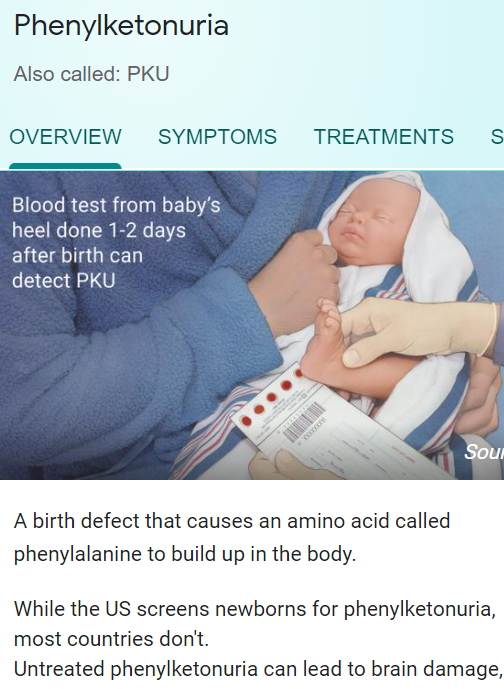 Phenylketonuria
Also called: PKU
OVERVIEW SYMPTOMS TREATMENTS S
Blood test from baby's
heel done 1-2 days
after birth can
detect PKU
Sour
A birth defect that causes an amino acid called
phenylalanine to build up in the body.
While the US screens newborns for phenylketonuria,
most countries don't.
Untreated phenylketonuria can lead to brain damage,